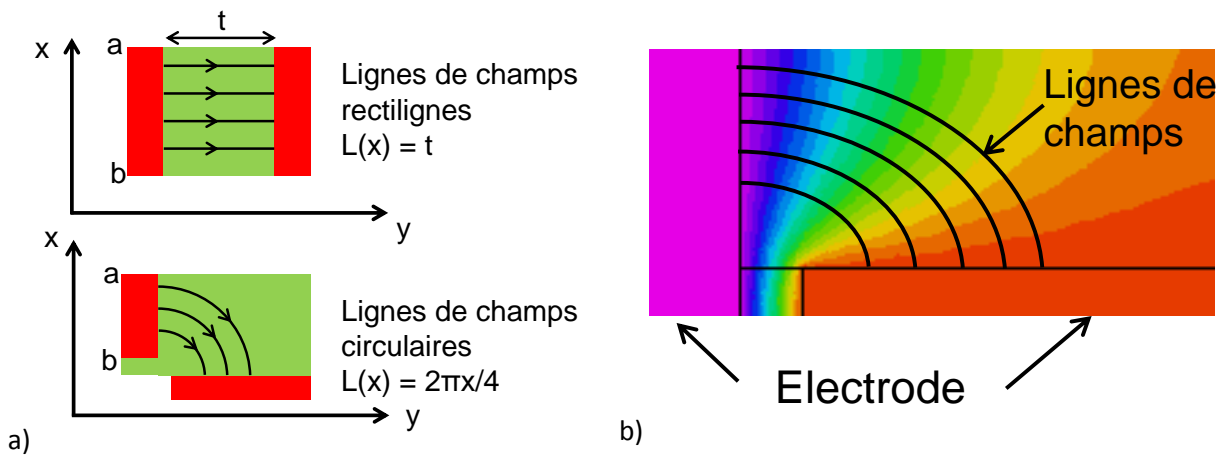 t
x
a
Lignes de champs
rectilignes
L(x) = t
b
y
x
a
Lignes de champs
circulaires
L(x) = 2πx/4
b
y
a)
Lignes de
champs
Electrode
b)